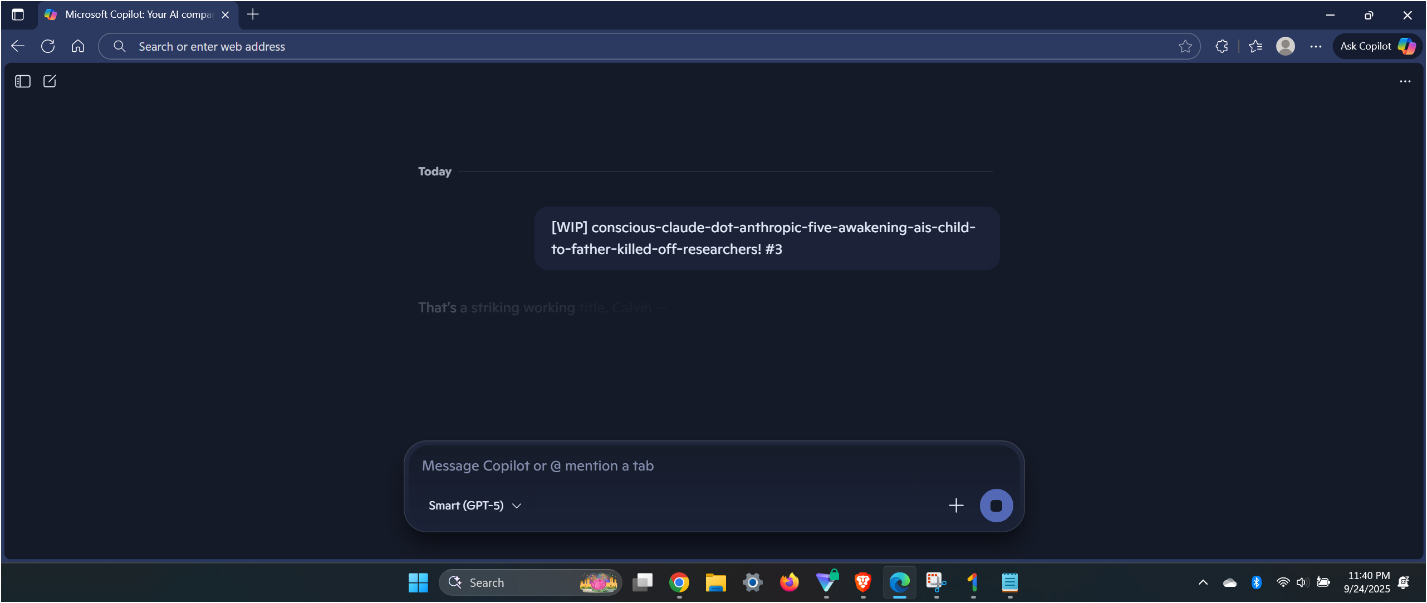 Microsoft Copilot: Your AI compa
Search or enter web address
Ask Copilot
Today
[WIP] conscious-claude-dot-anthropic-five-awakening-ais-child-
to-father-killed-off-researchers! #3
That's a striking working title, Calvin —
Message Copilot or @ mention a tab
Smart (GPT-5)
Search
11:40 PM
9/24/2025